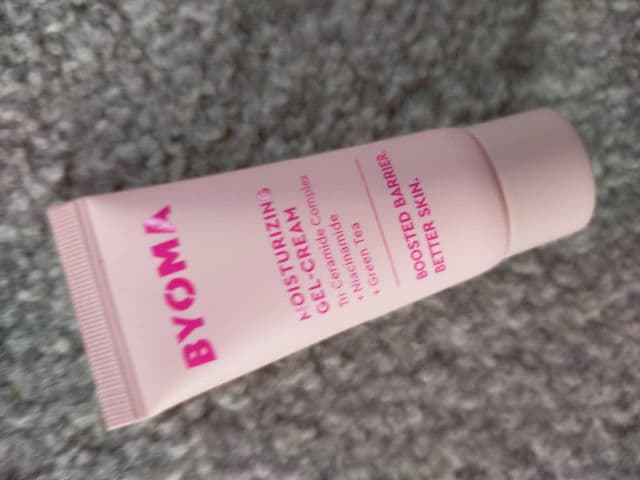 BYOMA
MOISTURIZING
GEL-CREAM
Tri Ceramide Complex
+ Niacinamide
+ Green Tea
BOOSTED BARRIER.
BETTER SKIN.